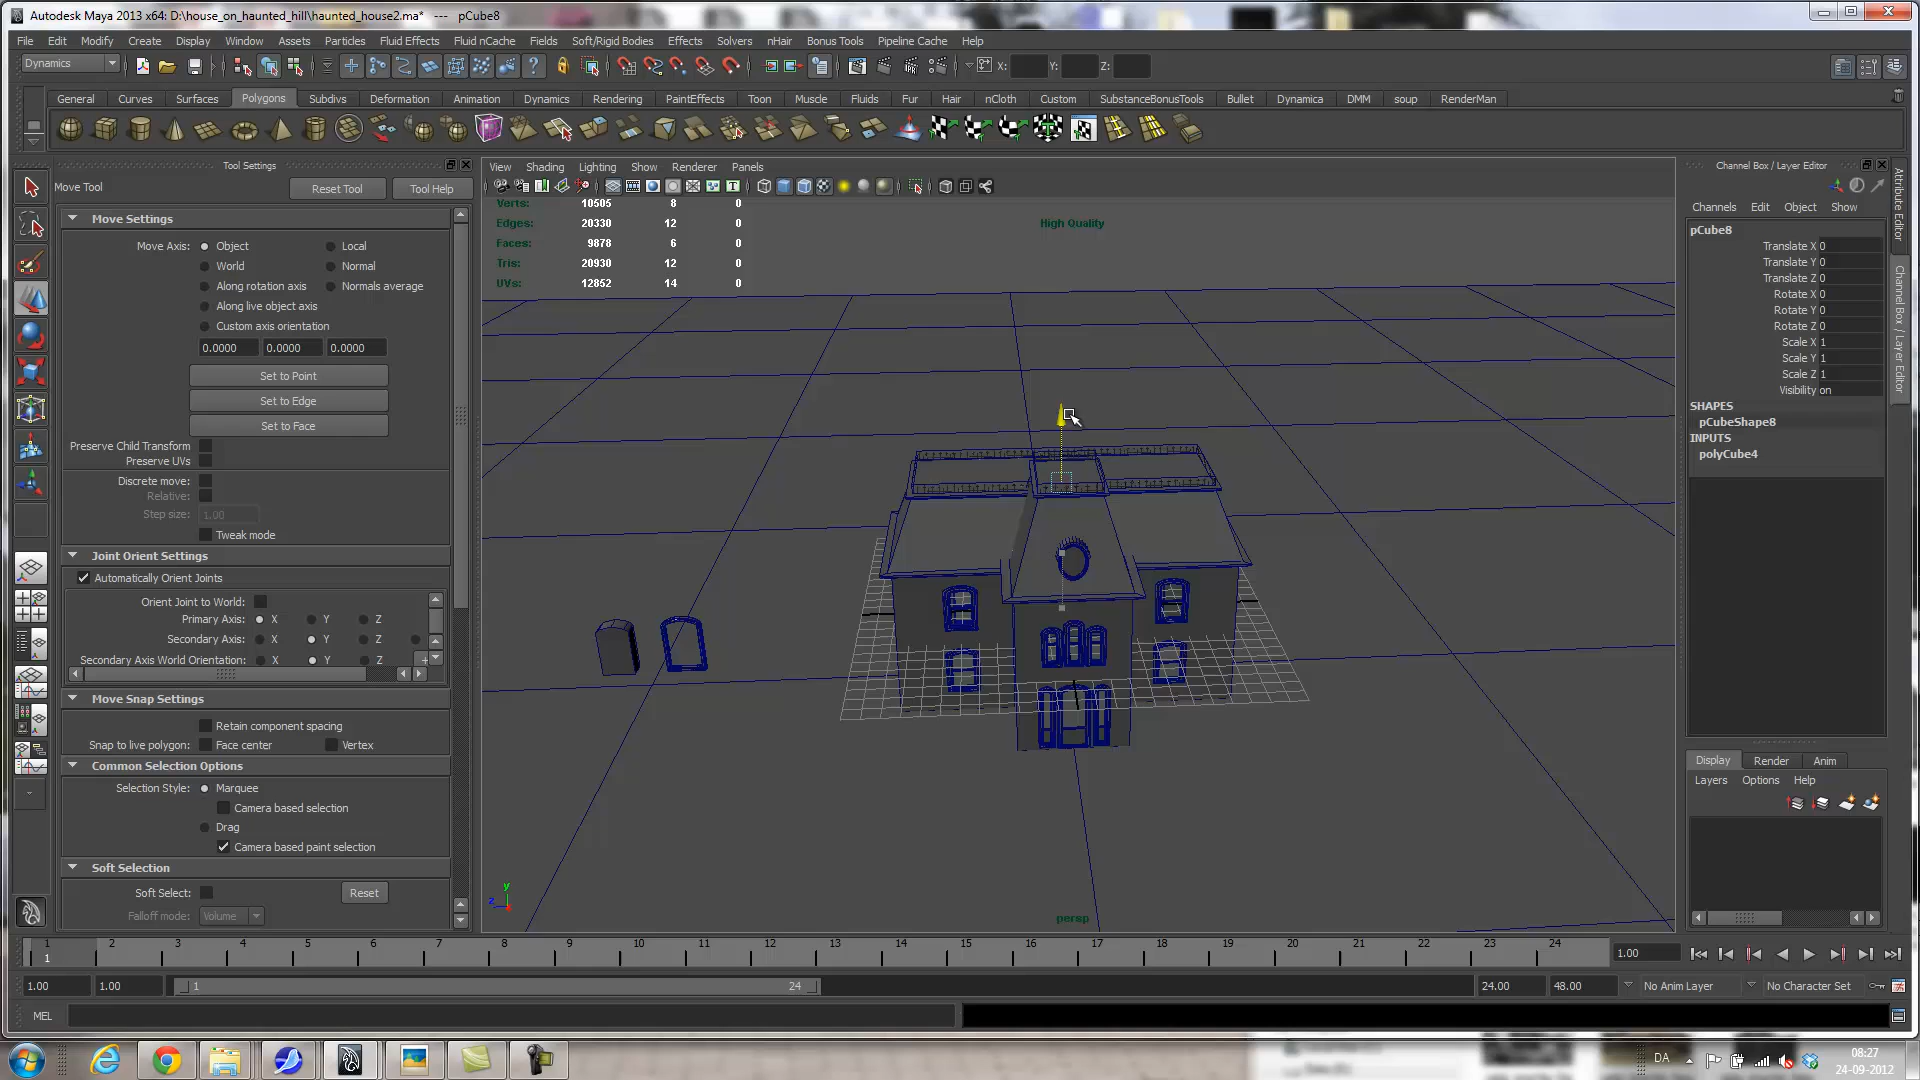 Autodesk Maya 2013 x64: D:\house_on_haunted_hill\haunted_house2.ma* --- pCube8
File Edit Modify Create Display Window Assets Particles Fluid Effects Fluid nCache Fields Soft/Rigid Bodies Effects Solvers nHair Bonus Tools Pipeline Cache Help
Dynamics X: Y: Z:
General Curves Surfaces Polygons Subdivs Deformation Animation Dynamics Rendering PaintEffects Toon Muscle Fluids Fur Hair nCloth Custom SubstanceBonusTools Bullet Dynamica DMM soup RenderMan
Tool Settings
Move Tool Reset Tool Tool Help
Move Settings
Move Axis: Object Local
World Normal
Along rotation axis Normals average
Along live object axis
Custom axis orientation
0.0000 0.0000 0.0000
Set to Point
Set to Edge
Set to Face
Preserve Child Transform
Preserve UVs
Discrete move:
Relative:
Step size: 1.00
Tweak mode
Joint Orient Settings
Automatically Orient Joints
Orient Joint to World:
Primary Axis: X Y Z
Secondary Axis: X Y Z
Secondary Axis World Orientation: X Y Z
Move Snap Settings
Retain component spacing
Snap to live polygon: Face center Vertex
Common Selection Options
Selection Style: Marquee
Camera based selection
Drag
Camera based paint selection
Soft Selection
Soft Select: Reset
Falloff mode: Volume
View Shading Lighting Show Renderer Panels
Verts: 10505 8 0
Edges: 20330 12 0
Faces: 9878 6 0
Tris: 20930 12 0
UVs: 12852 14 0
High Quality
y
z
persp
Channel Box / Layer Editor
Channels Edit Object Show
pCube8
Translate X 0
Translate Y 0
Translate Z 0
Rotate X 0
Rotate Y 0
Rotate Z 0
Scale X 1
Scale Y 1
Scale Z 1
Visibility on
SHAPES
pCubeShape8
INPUTS
polyCube4
Attribute Editor
Channel Box / Layer Editor
Display Render Anim
Layers Options Help
1 2 3 4 5 6 7 8 9 10 11 12 13 14 15 16 17 18 19 20 21 22 23 24
1 1.00
1.00 1.00 1 24 24.00 48.00 No Anim Layer No Character Set
MEL
DA 08:27
24-09-2012